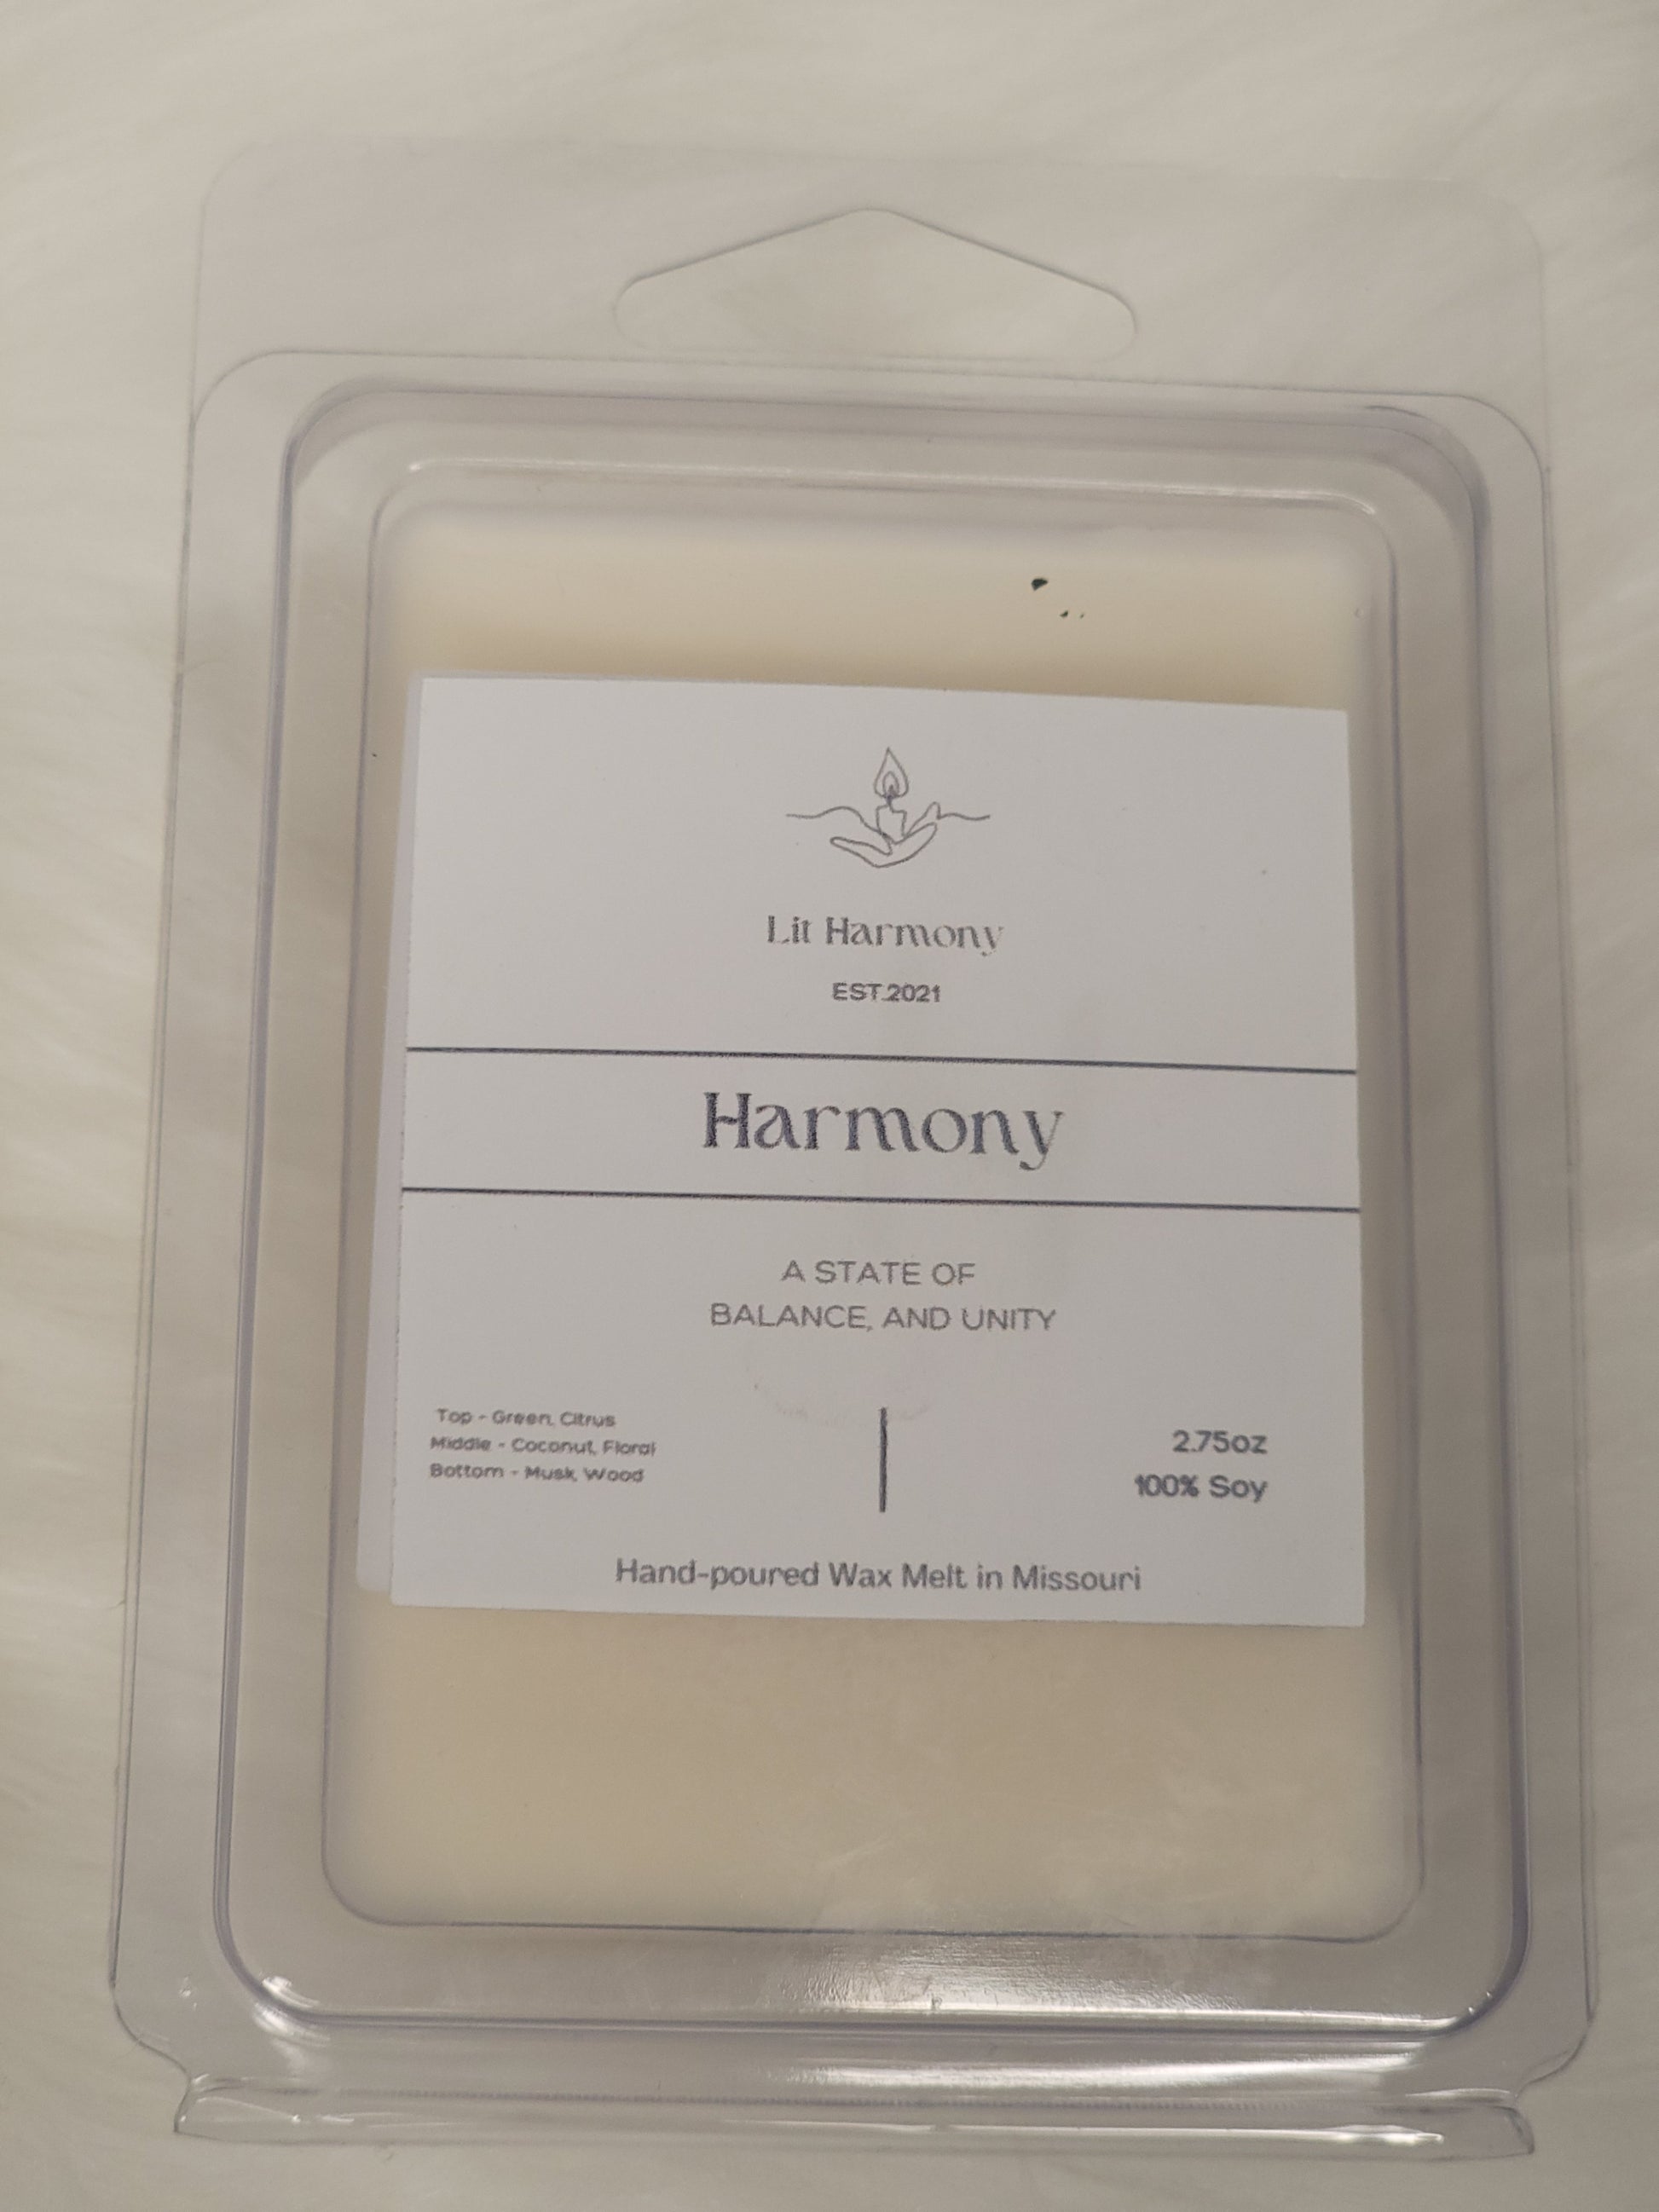 Lit Harmony
EST.2021
Harmony
A STATE OF
BALANCE, AND UNITY
Top - Green, Citrus
Middle - Coconut, Floral
Bottom - Musk, Wood
2.75oz
100% Soy
Hand-poured Wax Melt in Missouri